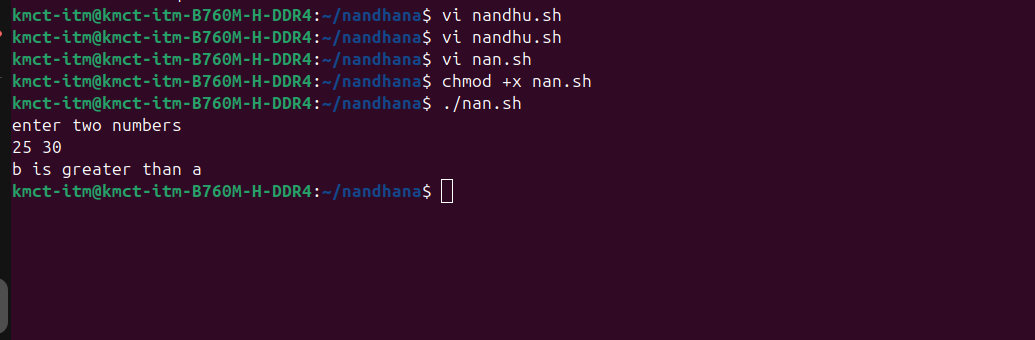 kmct-itm@kmct-itm-B760M-H-DDR4:~/nandhana$ vi nandhu.sh
kmct-itm@kmct-itm-B760M-H-DDR4:~/nandhana$ vi nandhu.sh
kmct-itm@kmct-itm-B760M-H-DDR4:~/nandhana$ vi nan.sh
kmct-itm@kmct-itm-B760M-H-DDR4:~/nandhana$ chmod +x nan.sh
kmct-itm@kmct-itm-B760M-H-DDR4:~/nandhana$ ./nan.sh
enter two numbers
25 30
b is greater than a
kmct-itm@kmct-itm-B760M-H-DDR4:~/nandhana$